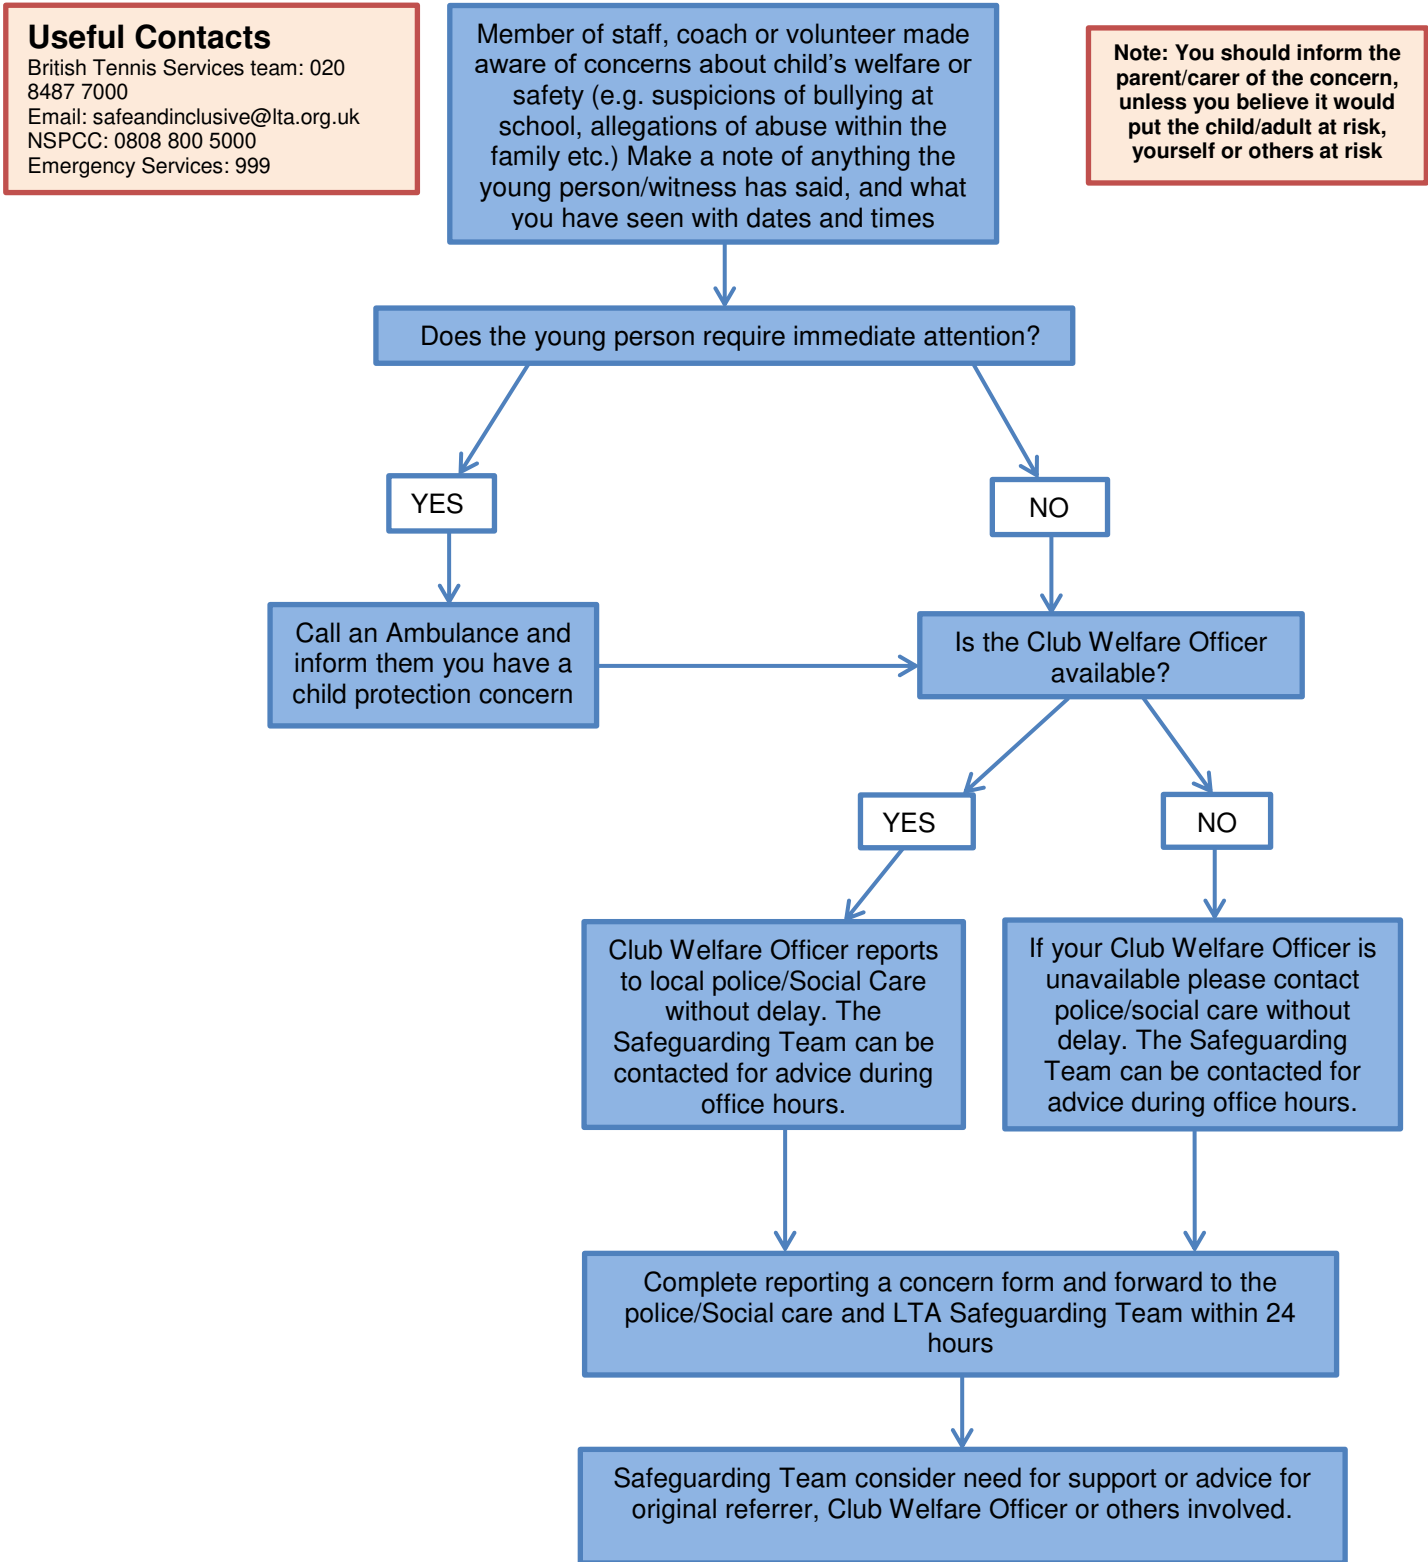 Useful Contacts
British Tennis Services team: 020
8487 7000
Email: safeandinclusive@lta.org.uk
NSPCC: 0808 800 5000
Emergency Services: 999
Member of staff, coach or volunteer made
aware of concerns about child’s welfare or
safety (e.g. suspicions of bullying at
school, allegations of abuse within the
family etc.) Make a note of anything the
young person/witness has said, and what
you have seen with dates and times
Note: You should inform the
parent/carer of the concern,
unless you believe it would
put the child/adult at risk,
yourself or others at risk
Does the young person require immediate attention?
YES
NO
Call an Ambulance and
inform them you have a
child protection concern
Is the Club Welfare Officer
available?
YES
NO
Club Welfare Officer reports
to local police/Social Care
without delay. The
Safeguarding Team can be
contacted for advice during
office hours.
If your Club Welfare Officer is
unavailable please contact
police/social care without
delay. The Safeguarding
Team can be contacted for
advice during office hours.
Complete reporting a concern form and forward to the
police/Social care and LTA Safeguarding Team within 24
hours
Safeguarding Team consider need for support or advice for
original referrer, Club Welfare Officer or others involved.